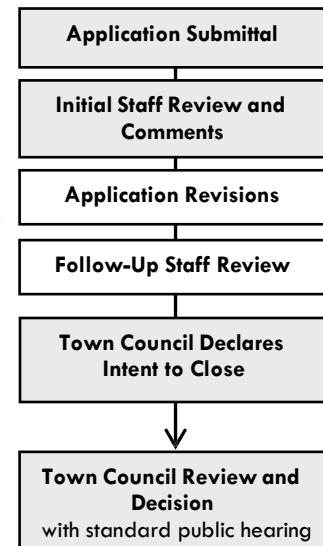 Application Submittal
Initial Staff Review and
Comments
Application Revisions
Follow-Up Staff Review
Town Council Declares
Intent to Close
Town Council Review and
Decision
with standard public hearing